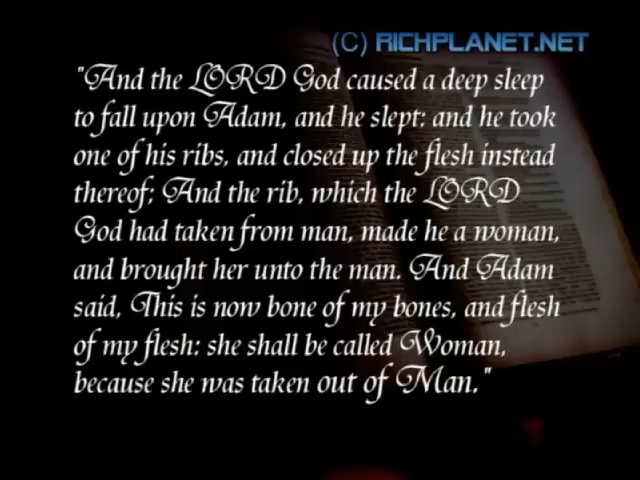 (C) RICHPLANET.NET
"And the LORD God caused a deep sleep
to fall upon Adam, and he slept: and he took
one of his ribs, and closed up the flesh instead
thereof; And the rib, which the LORD
God had taken from man, made he a woman,
and brought her unto the man. And Adam
said, This is now bone of my bones, and flesh
of my flesh: she shall be called Woman,
because she was taken out of Man."